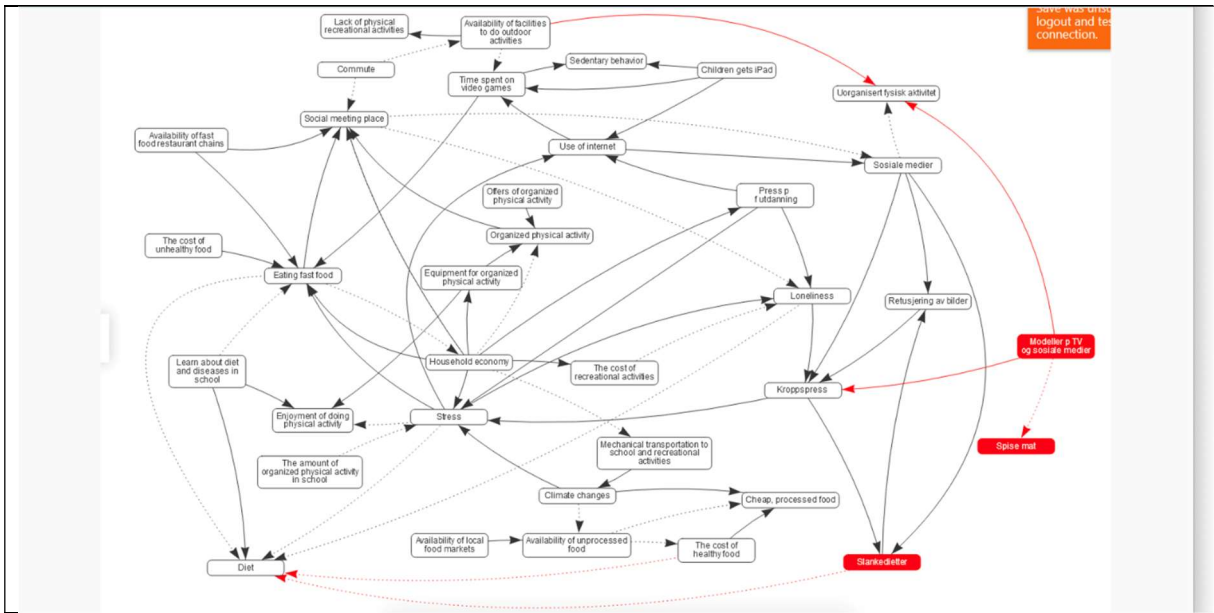 Save was unsu
logout and tes
connection.
Lack of physical
recreational activities
Availability of facilities
to do outdoor
activities
Commute
Sedentary behavior
Children gets iPad
Time spent on
video games
Uorganisert fysisk aktivitet
Social meeting place
Availability of fast
food restaurant chains
Use of internet
Sosiale medier
Offers of organized
physical activity
Press p
f utdanning
Organized physical activity
The cost of
unhealthy food
Eating fast food
Equipment for organized
physical activity
Loneliness
Retusjering av bilder
Modeller p TV
og sosiale medier
Learn about diet
and diseases in
school
Household economy
The cost of
recreational activities
Kroppspress
Enjoyment of doing
physical activity
Stress
Spise mat
Mechanical transportation to
school and recreational
activities
The amount of
organized physical activity
in school
Climate changes
Cheap, processed food
Availability of local
food markets
Availability of unprocessed
food
The cost of
healthy food
Diet
Slankedietter